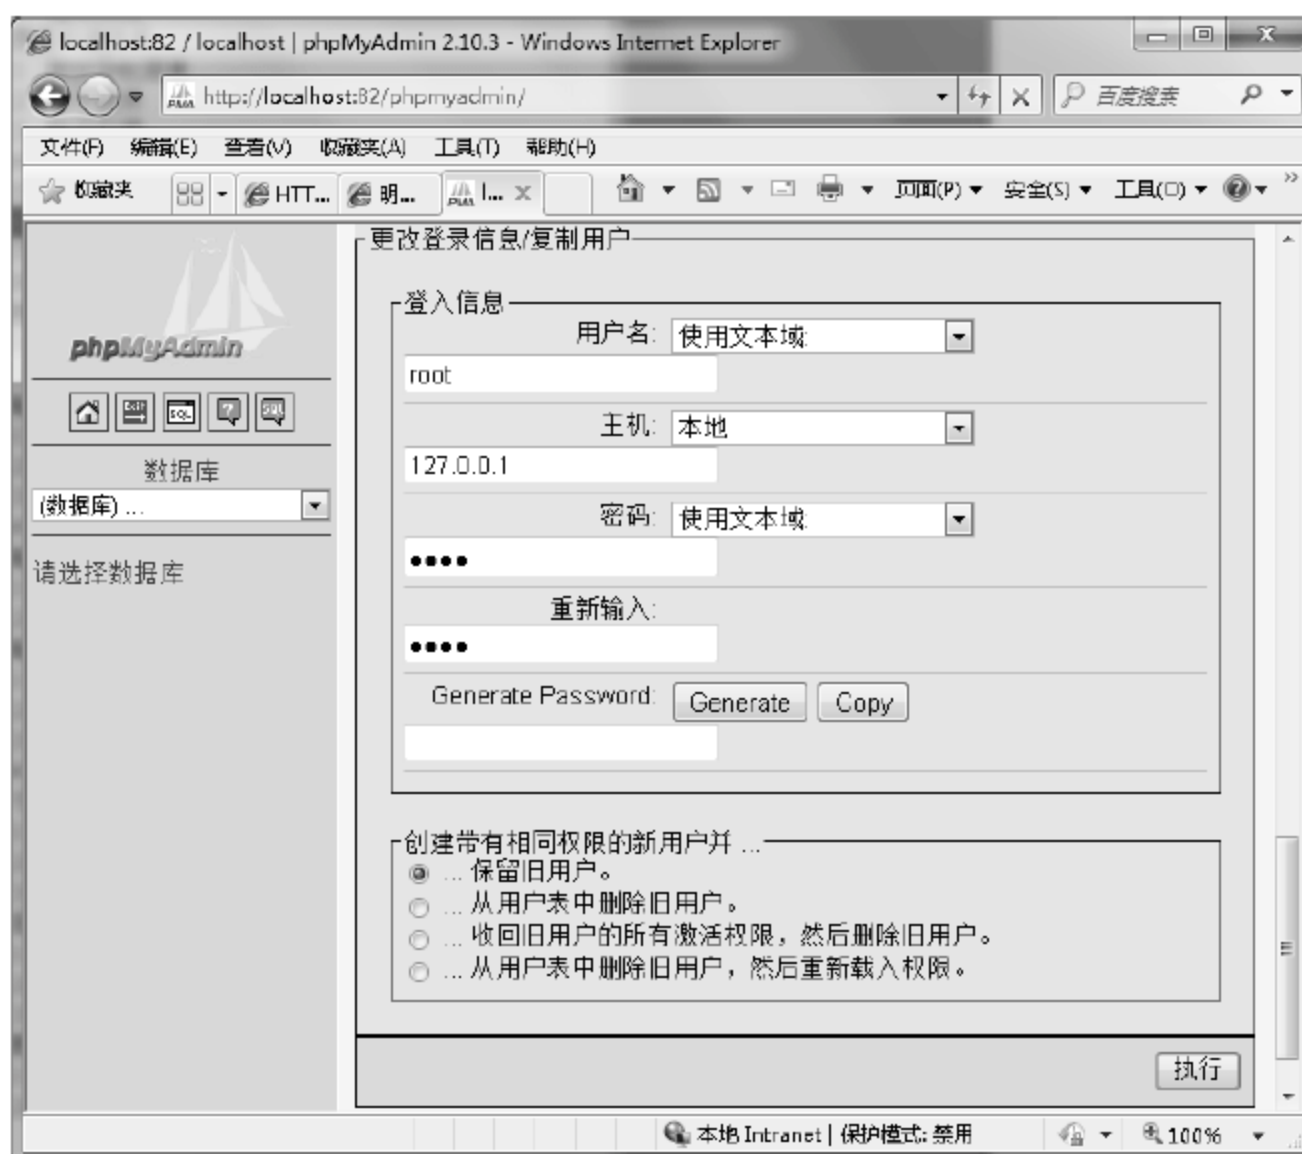 localhost:82 / localhost | phpMyAdmin 2.10.3 - Windows Internet Explorer
http://localhost:82/phpmyadmin/
百度搜索
文件(F) 编辑(E) 查看(V) 收藏夹(A) 工具(T) 帮助(H)
收藏夹 HTT... 明... l... 页面(P) 安全(S) 工具(O)
phpMyAdmin
数据库
(数据库) ...
请选择数据库
更改登录信息/复制用户
登入信息
用户名: 使用文本域:
root
主机: 本地
127.0.0.1
密码: 使用文本域:
••••
重新输入:
••••
Generate Password: Generate Copy
创建带有相同权限的新用户并 ...
... 保留旧用户。
... 从用户表中删除旧用户。
... 收回旧用户的所有激活权限，然后删除旧用户。
... 从用户表中删除旧用户，然后重新载入权限。
执行
本地 Intranet | 保护模式: 禁用 100%